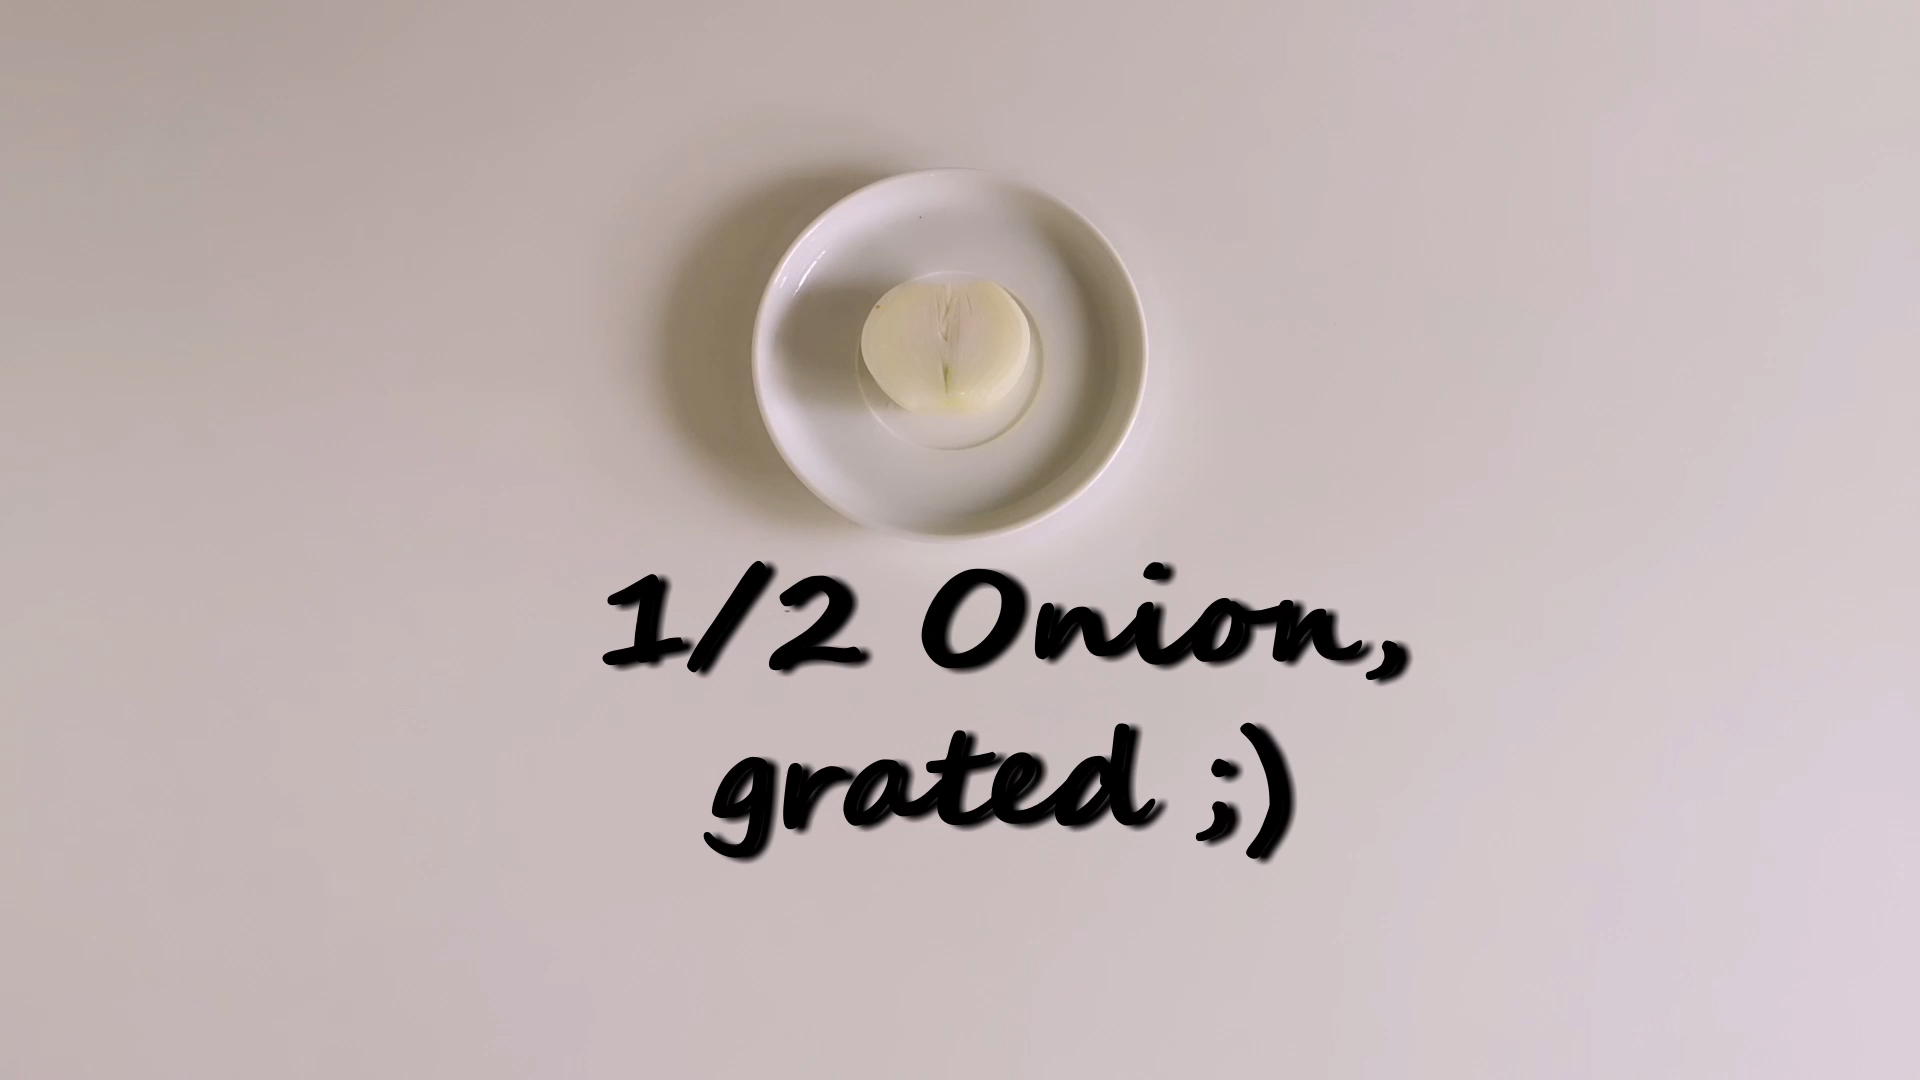 1/2 Onion,
grated ;)